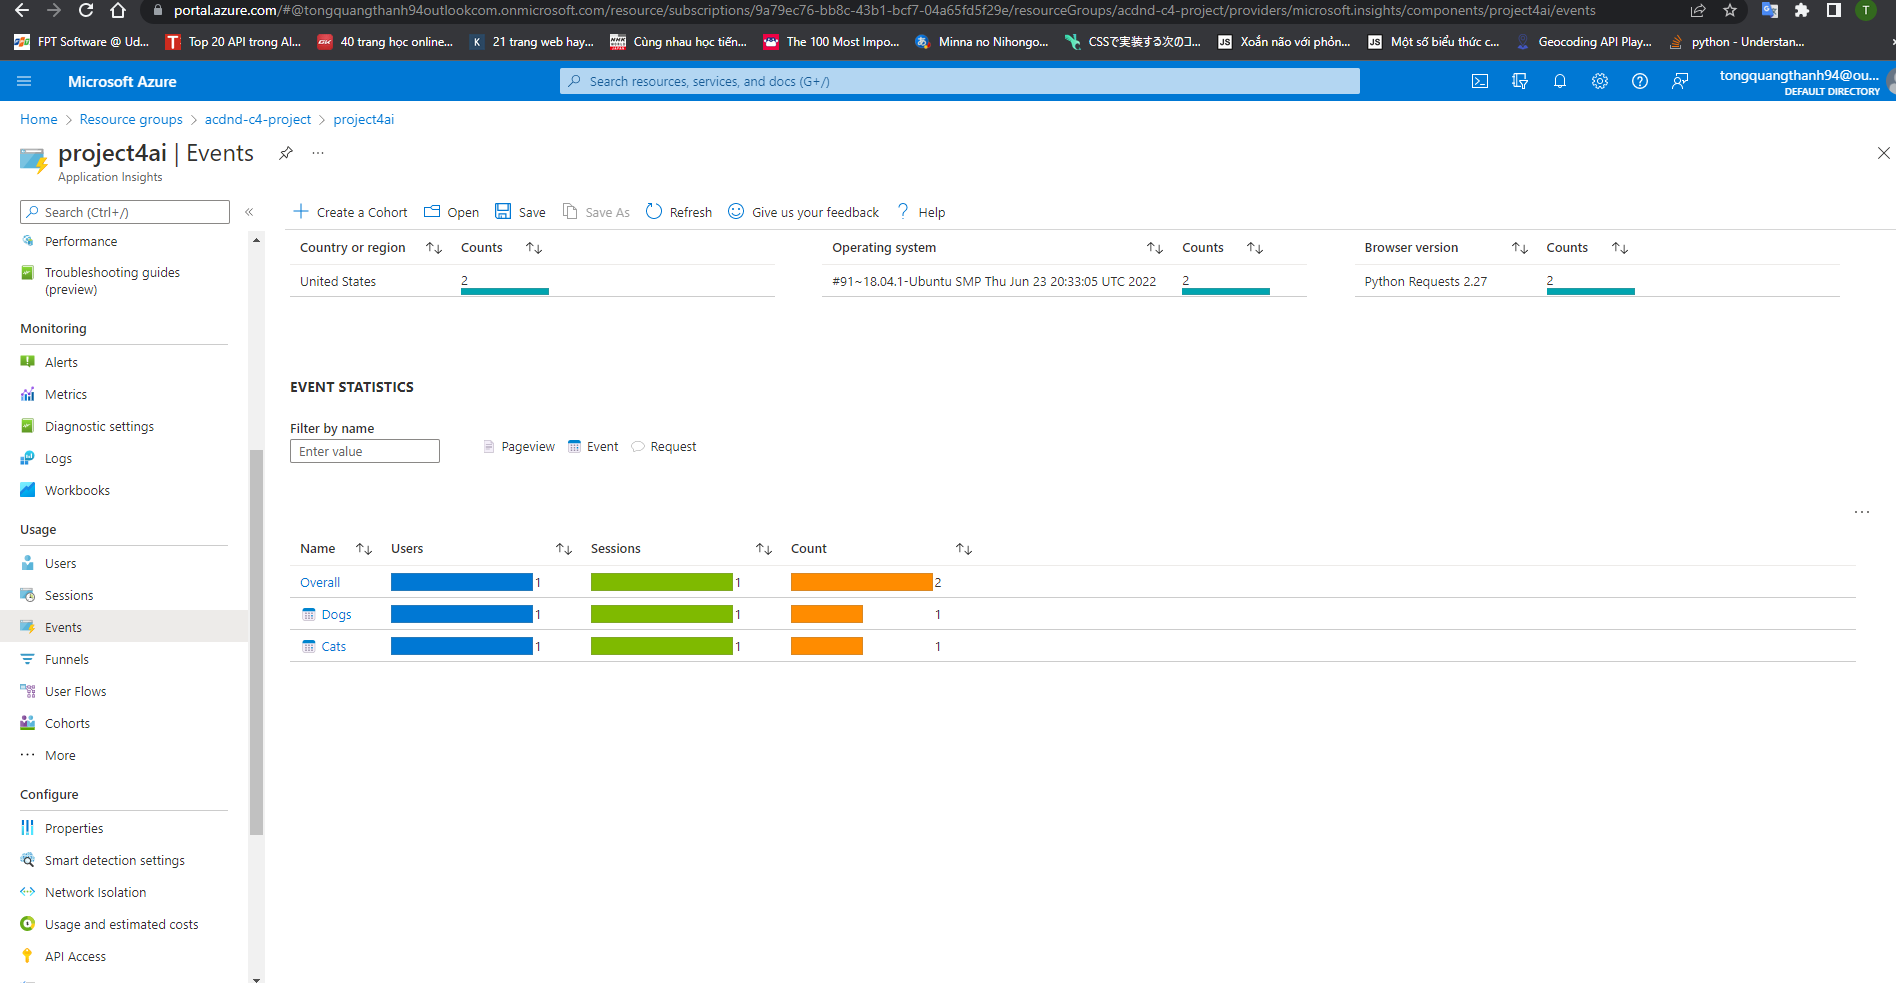 portal.azure.com/#@tongquangthanh94outlookcom.onmicrosoft.com/resource/subscriptions/9a79ec76-bb8c-43b1-bcf7-04a65fd5f29e/resourceGroups/acdnd-c4-project/providers/microsoft.insights/components/project4ai/events
T
FPT Software @ Ud...
Top 20 API trong Al...
40 trang học online...
21 trang web hay...
Cùng nhau học tiến...
The 100 Most Impo...
Minna no Nihongo...
CSSで実装する次のコ...
Xoắn não với phỏn...
Một số biểu thức c...
Geocoding API Play...
python - Understan...
Microsoft Azure
Search resources, services, and docs (G+/)
tongquangthanh94@ou...
DEFAULT DIRECTORY
Home > Resource groups > acdnd-c4-project > project4ai
project4ai | Events
Application Insights
Search (Ctrl+/)
Performance
Troubleshooting guides
(preview)
Monitoring
Alerts
Metrics
Diagnostic settings
Logs
Workbooks
Usage
Users
Sessions
Events
Funnels
User Flows
Cohorts
More
Configure
Properties
Smart detection settings
Network Isolation
Usage and estimated costs
API Access
Create a Cohort Open Save Save As Refresh Give us your feedback Help
Country or region Counts
United States 2
Operating system Counts
#91~18.04.1-Ubuntu SMP Thu Jun 23 20:33:05 UTC 2022 2
Browser version Counts
Python Requests 2.27 2
EVENT STATISTICS
Filter by name
Enter value
Pageview Event Request
Name Users Sessions Count
Overall 1 1 2
Dogs 1 1 1
Cats 1 1 1